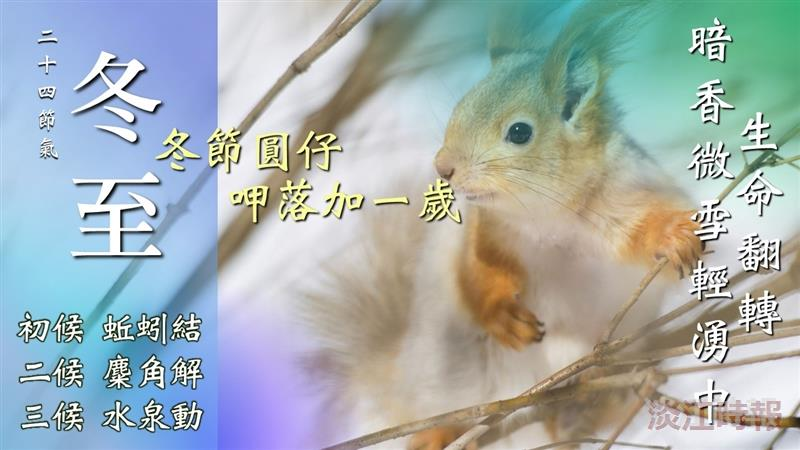 二十四節氣
冬至
冬節圓仔
呷落加一歲
初候 蚯蚓結
二候 麋角解
三候 水泉動
生命翻轉
暗香微雪輕湧中
淡江時報